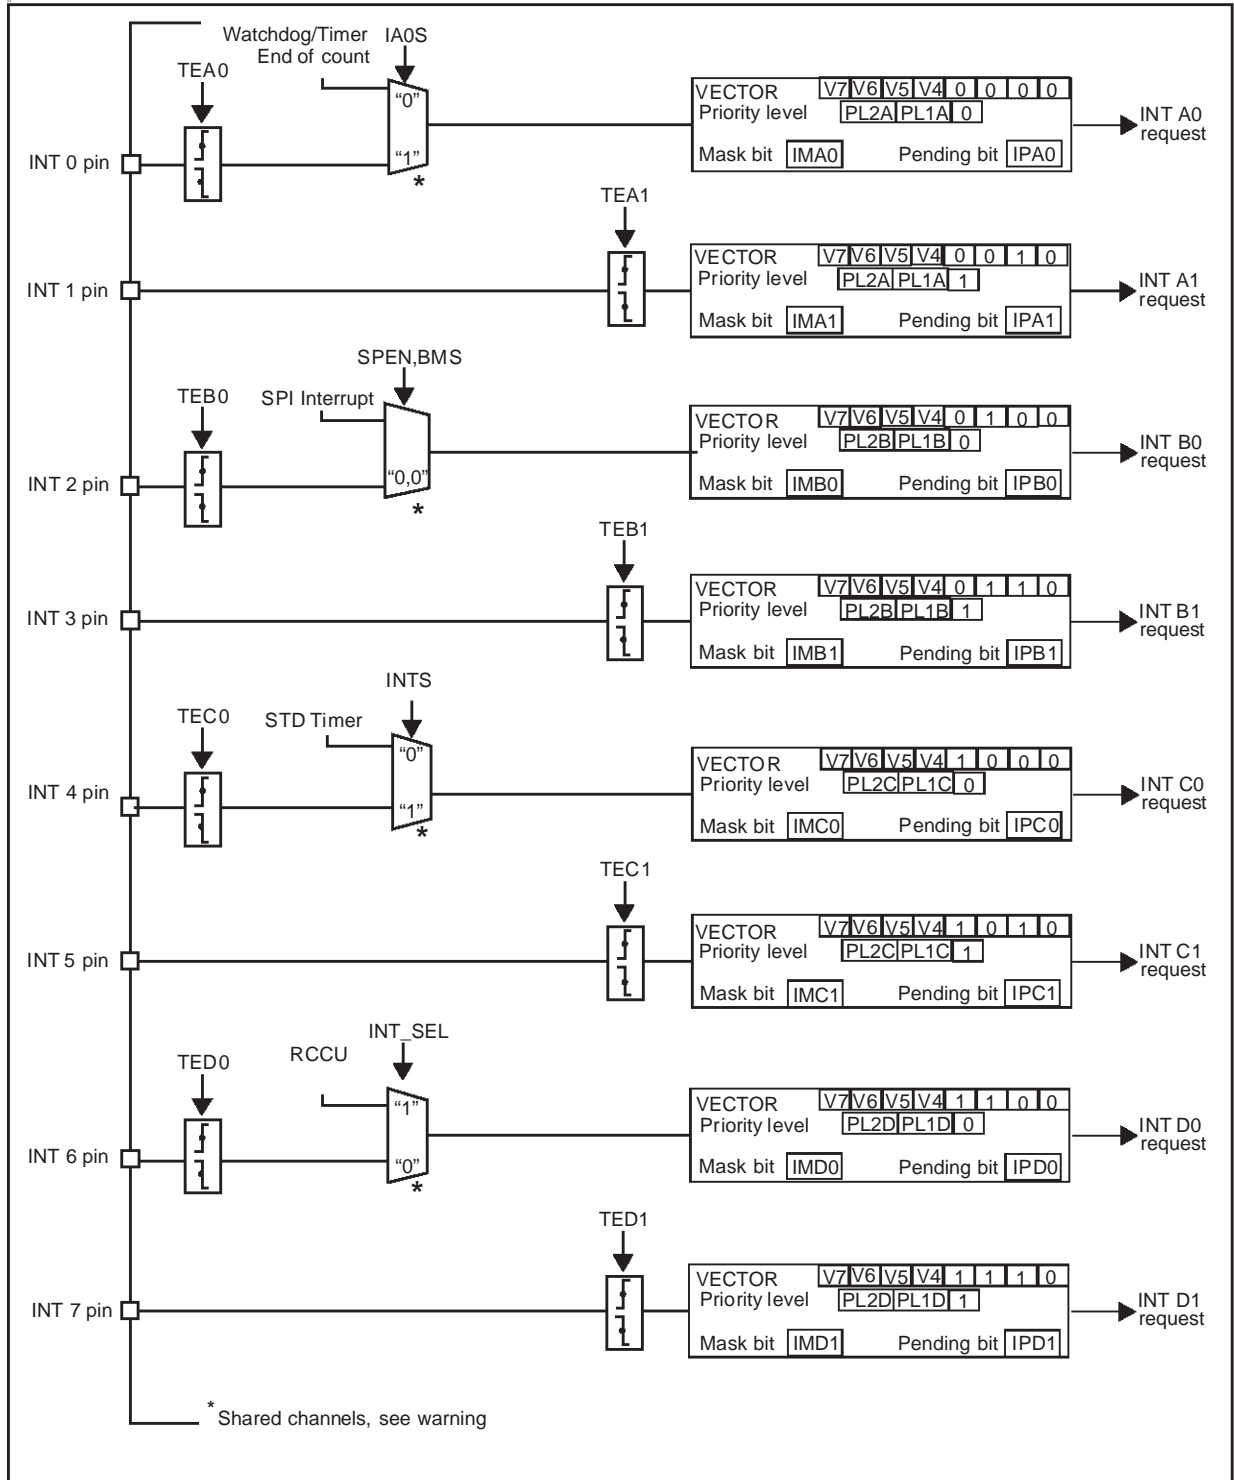 Watchdog/Timer IA0S
End of count
TEA0
"0"
"1"
*
INT 0 pin
VECTOR V7 V6 V5 V4 0 0 0 0
Priority level PL2A PL1A 0
Mask bit IMA0 Pending bit IPA0
INT A0
request
TEA1
INT 1 pin
VECTOR V7 V6 V5 V4 0 0 1 0
Priority level PL2A PL1A 1
Mask bit IMA1 Pending bit IPA1
INT A1
request
SPEN,BMS
TEB0
SPI Interrupt
"0,0"
*
INT 2 pin
VECTOR V7 V6 V5 V4 0 1 0 0
Priority level PL2B PL1B 0
Mask bit IMB0 Pending bit IPB0
INT B0
request
TEB1
INT 3 pin
VECTOR V7 V6 V5 V4 0 1 1 0
Priority level PL2B PL1B 1
Mask bit IMB1 Pending bit IPB1
INT B1
request
INTS
TEC0
STD Timer
"0"
"1"
*
INT 4 pin
VECTOR V7 V6 V5 V4 1 0 0 0
Priority level PL2C PL1C 0
Mask bit IMC0 Pending bit IPC0
INT C0
request
TEC1
INT 5 pin
VECTOR V7 V6 V5 V4 1 0 1 0
Priority level PL2C PL1C 1
Mask bit IMC1 Pending bit IPC1
INT C1
request
INT_SEL
TED0
RCCU
"1"
"0"
*
INT 6 pin
VECTOR V7 V6 V5 V4 1 1 0 0
Priority level PL2D PL1D 0
Mask bit IMD0 Pending bit IPD0
INT D0
request
TED1
INT 7 pin
VECTOR V7 V6 V5 V4 1 1 1 0
Priority level PL2D PL1D 1
Mask bit IMD1 Pending bit IPD1
INT D1
request
* Shared channels, see warning